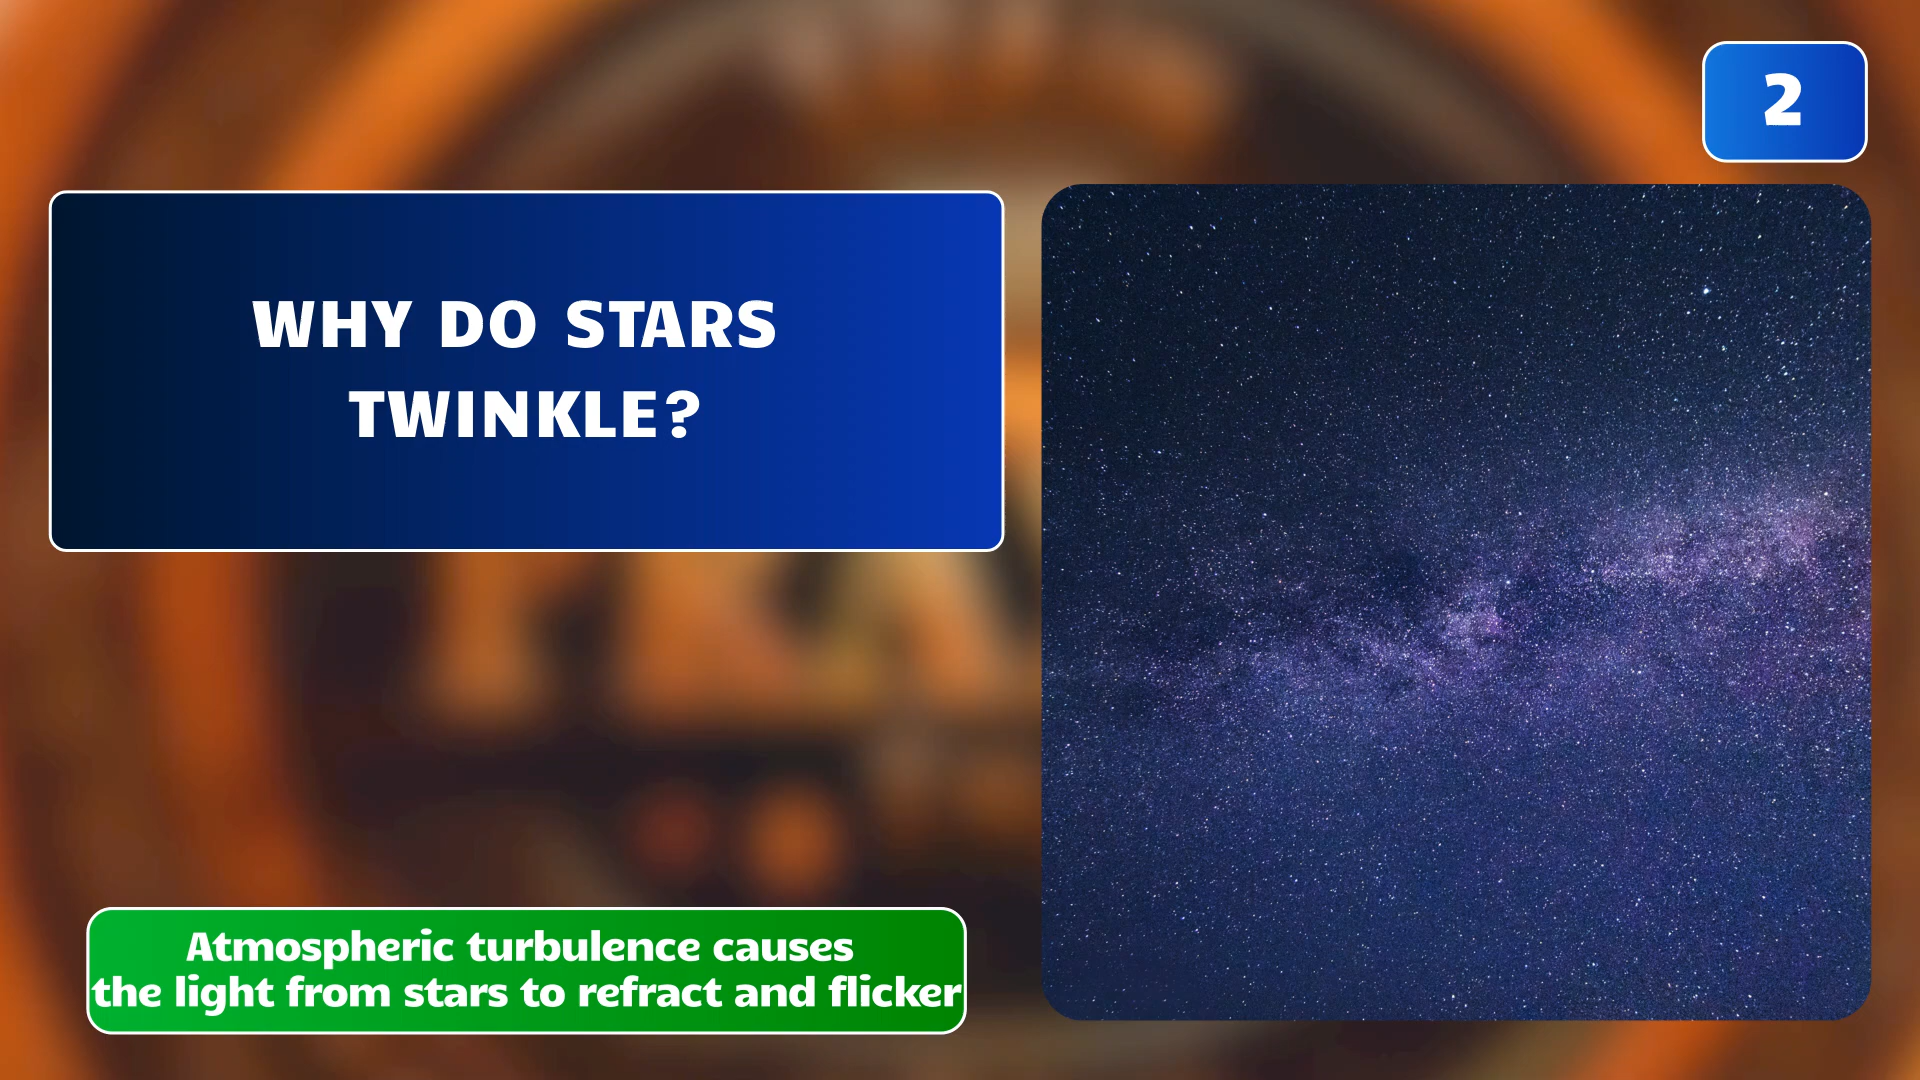 2
WHY DO STARS
TWINKLE?
Atmospheric turbulence causes
the light from stars to refract and flicker